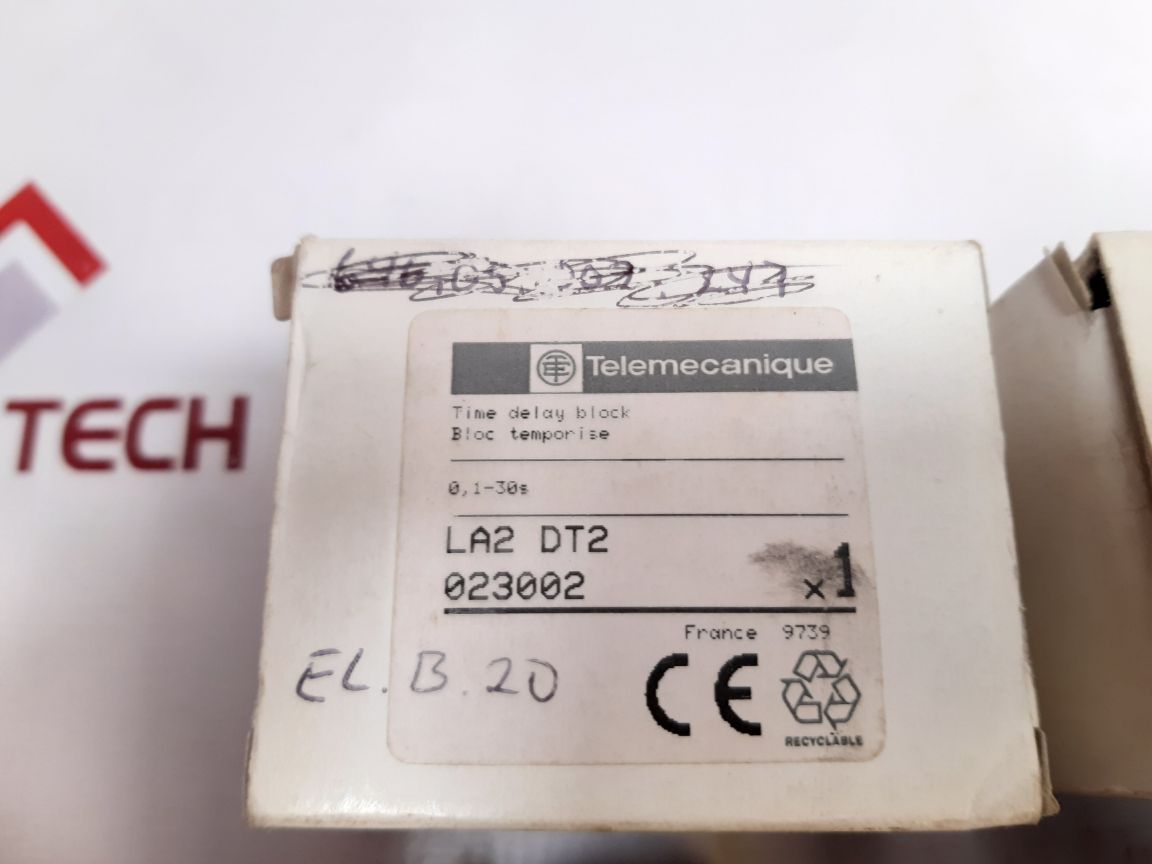 TECH
Telemecanique
Time delay block
Bloc temporise
0,1-30s
LA2 DT2
023002
x1
France 9739
EL. B. 20
CE
RECYCLABLE